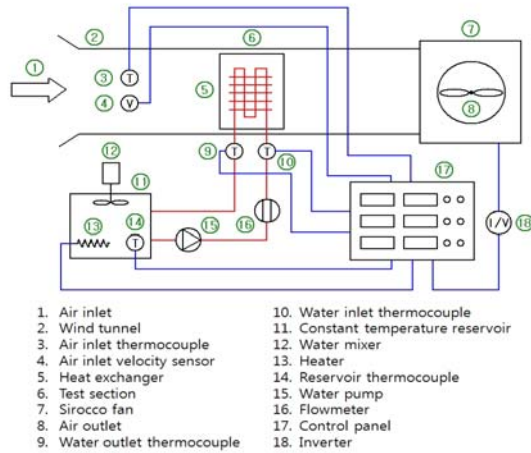 ① ② ③ T ④ V ⑤ ⑥ ⑦ ⑧
⑨ T T ⑩ ⑪ ⑫ ⑬ ⑭ T ⑮ ⑯ ⑰ I/V ⑱
1. Air inlet
2. Wind tunnel
3. Air inlet thermocouple
4. Air inlet velocity sensor
5. Heat exchanger
6. Test section
7. Sirocco fan
8. Air outlet
9. Water outlet thermocouple
10. Water inlet thermocouple
11. Constant temperature reservoir
12. Water mixer
13. Heater
14. Reservoir thermocouple
15. Water pump
16. Flowmeter
17. Control panel
18. Inverter